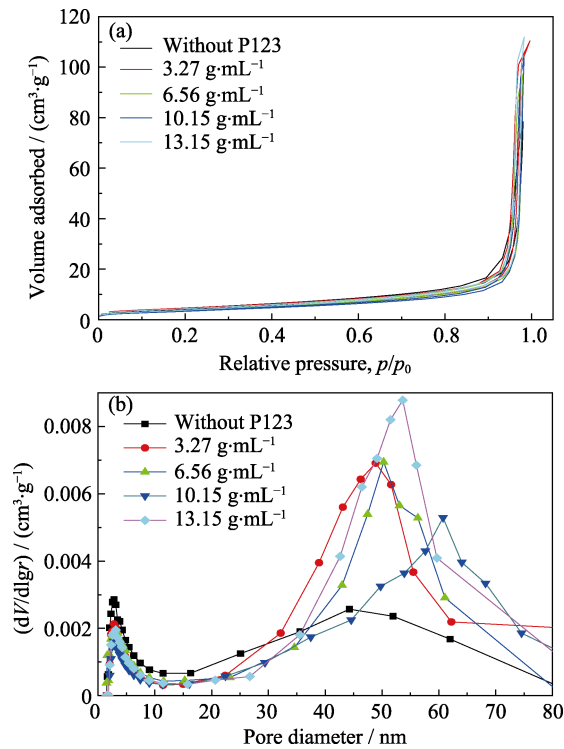 (a)
Without P123
3.27 g·mL⁻¹
6.56 g·mL⁻¹
10.15 g·mL⁻¹
13.15 g·mL⁻¹
120
100
80
60
40
20
0
Volume adsorbed / (cm³·g⁻¹)
0 0.2 0.4 0.6 0.8 1.0
Relative pressure, p/p₀
(b)
Without P123
3.27 g·mL⁻¹
6.56 g·mL⁻¹
10.15 g·mL⁻¹
13.15 g·mL⁻¹
0.008
0.006
0.004
0.002
0
(dV/dlgr) / (cm³·g⁻¹)
0 10 20 30 40 50 60 70 80
Pore diameter / nm